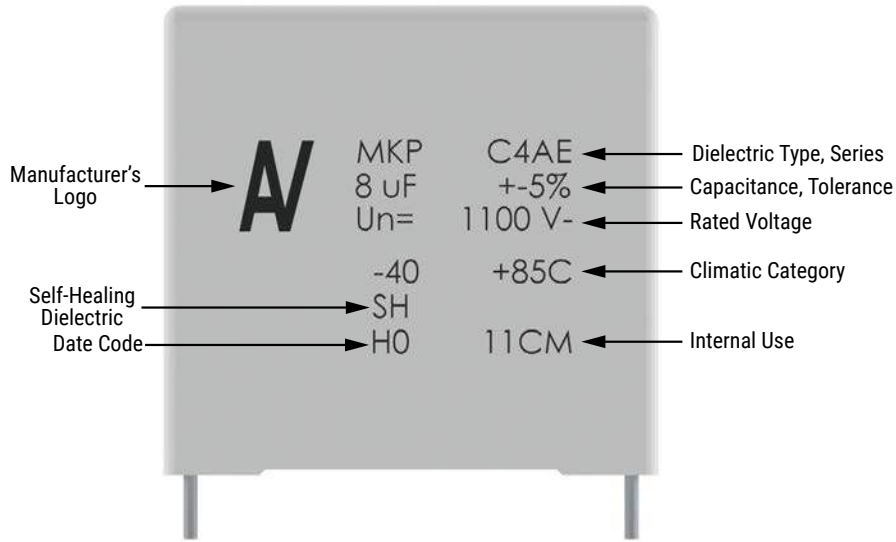 MKP C4AE Dielectric Type, Series
Manufacturer's Logo 8 uF +-5% Capacitance, Tolerance
Un= 1100 V- Rated Voltage
-40 +85C Climatic Category
Self-Healing Dielectric SH
Date Code H0 11CM Internal Use